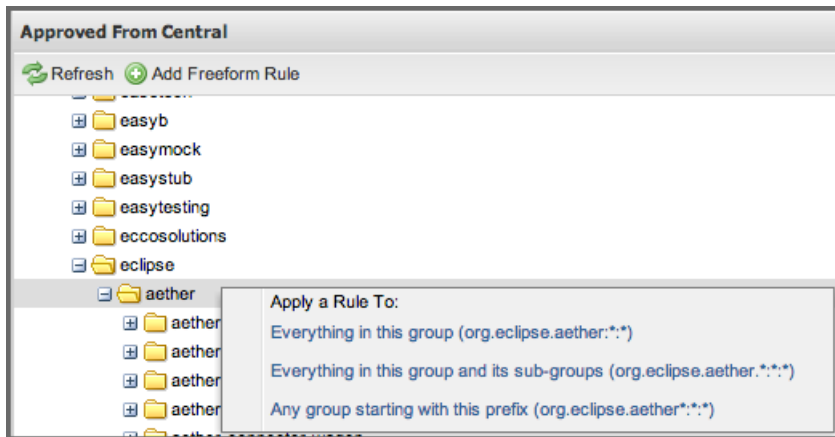 Approved From Central
Refresh Add Freeform Rule
easyb
easymock
easystub
easytesting
eccosolutions
eclipse
aether
Apply a Rule To:
aether
Everything in this group (org.eclipse.aether:*:*)
aether
Everything in this group and its sub-groups (org.eclipse.aether.*:*:*)
aether
aether
Any group starting with this prefix (org.eclipse.aether*:*:*)